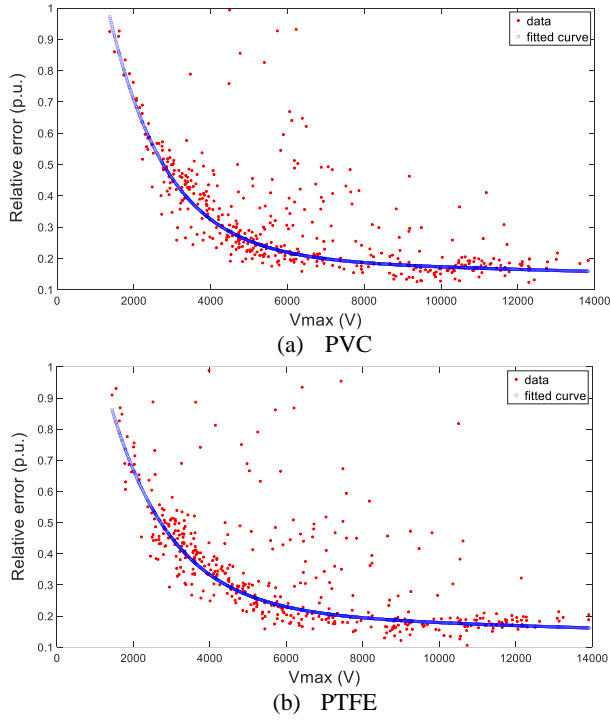 1
0.9
0.8
0.7
0.6
0.5
0.4
0.3
0.2
0.1
Relative error (p.u.)
data
fitted curve
0 2000 4000 6000 8000 10000 12000 14000
Vmax (V)
(a) PVC
1
0.9
0.8
0.7
0.6
0.5
0.4
0.3
0.2
0.1
Relative error (p.u.)
data
fitted curve
0 2000 4000 6000 8000 10000 12000 14000
Vmax (V)
(b) PTFE